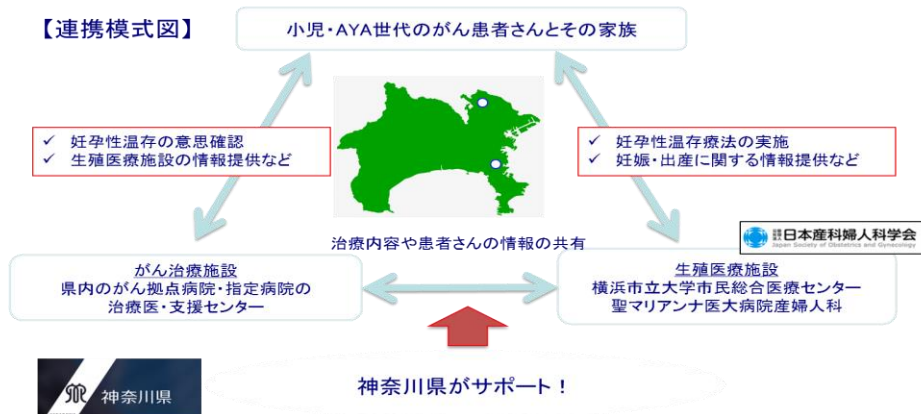 【連携模式図】
小児・AYA世代のがん患者さんとその家族
✓ 妊孕性温存の意思確認
✓ 生殖医療施設の情報提供など
✓ 妊孕性温存療法の実施
✓ 妊娠・出産に関する情報提供など
治療内容や患者さんの情報の共有
日本産科婦人科学会
Japan Society of Obstetrics and Gynecology
がん治療施設
県内のがん拠点病院・指定病院の
治療医・支援センター
生殖医療施設
横浜市立大学市民総合医療センター
聖マリアンナ医大病院産婦人科
神奈川県
神奈川県がサポート！